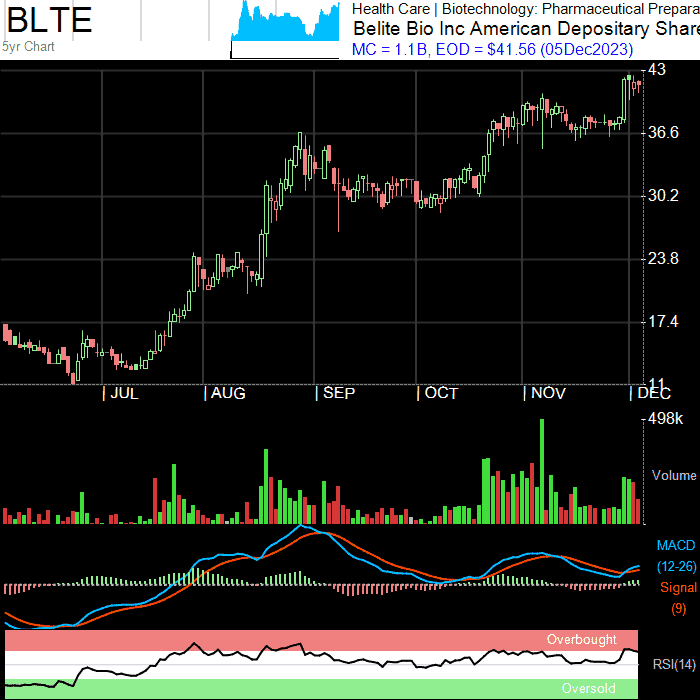 BLTE
5yr Chart
Health Care | Biotechnology: Pharmaceutical Prepara
Belite Bio Inc American Depositary Share
MC = 1.1B, EOD = $41.56 (05Dec2023)
43
36.6
30.2
23.8
17.4
11
JUL
AUG
SEP
OCT
NOV
DEC
498k
Volume
MACD
(12-26)
Signal
(9)
Overbought
RSI(14)
Oversold